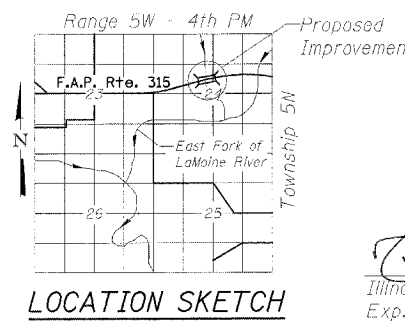 Range 5W - 4th PM
Proposed
Improvemen
F.A.P. Rte. 315
23
24
East Fork of
LaMoine River
Township 5N
N
26
25
LOCATION SKETCH
Illino
Exp.